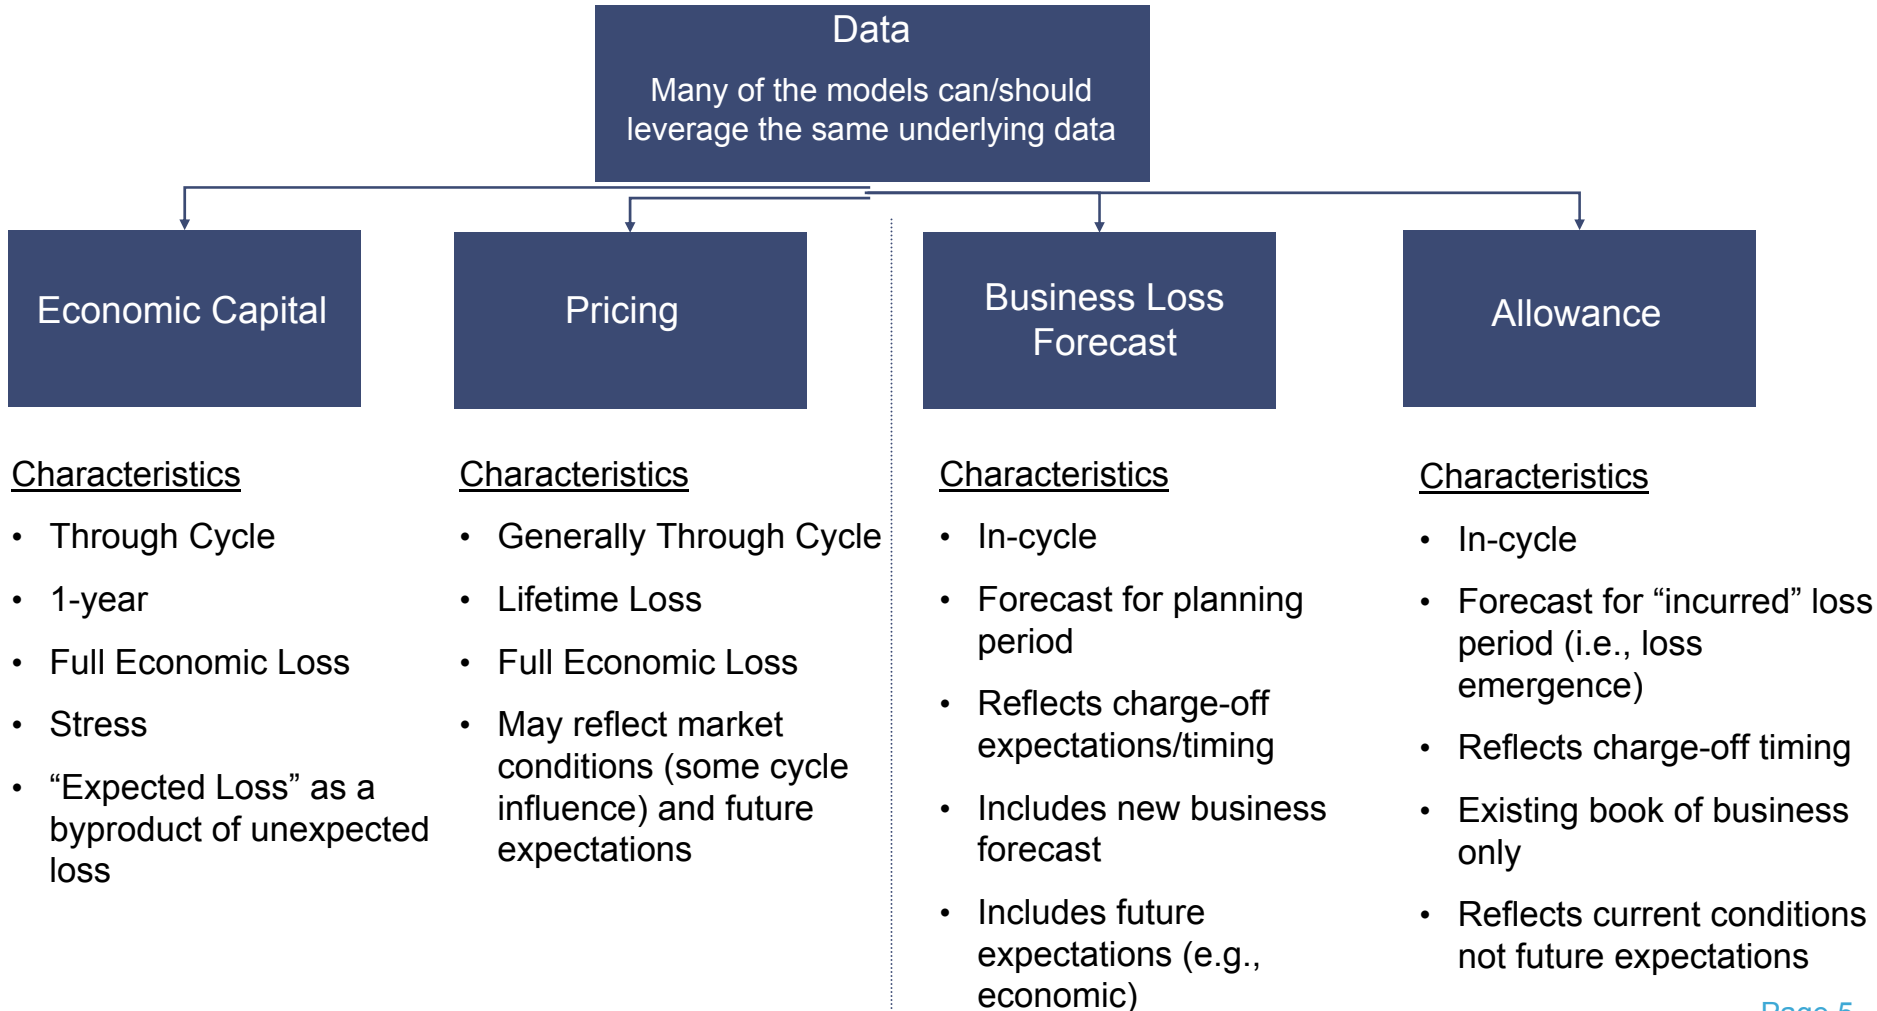 Data
Many of the models can/should
leverage the same underlying data
Economic Capital
Pricing
Business Loss
Forecast
Allowance
Characteristics
• Through Cycle
• 1-year
• Full Economic Loss
• Stress
• “Expected Loss” as a
byproduct of unexpected
loss
Characteristics
• Generally Through Cycle
• Lifetime Loss
• Full Economic Loss
• May reflect market
conditions (some cycle
influence) and future
expectations
Characteristics
• In-cycle
• Forecast for planning
period
• Reflects charge-off
expectations/timing
• Includes new business
forecast
• Includes future
expectations (e.g.,
economic)
Characteristics
• In-cycle
• Forecast for “incurred” loss
period (i.e., loss
emergence)
• Reflects charge-off timing
• Existing book of business
only
• Reflects current conditions
not future expectations
Page 5